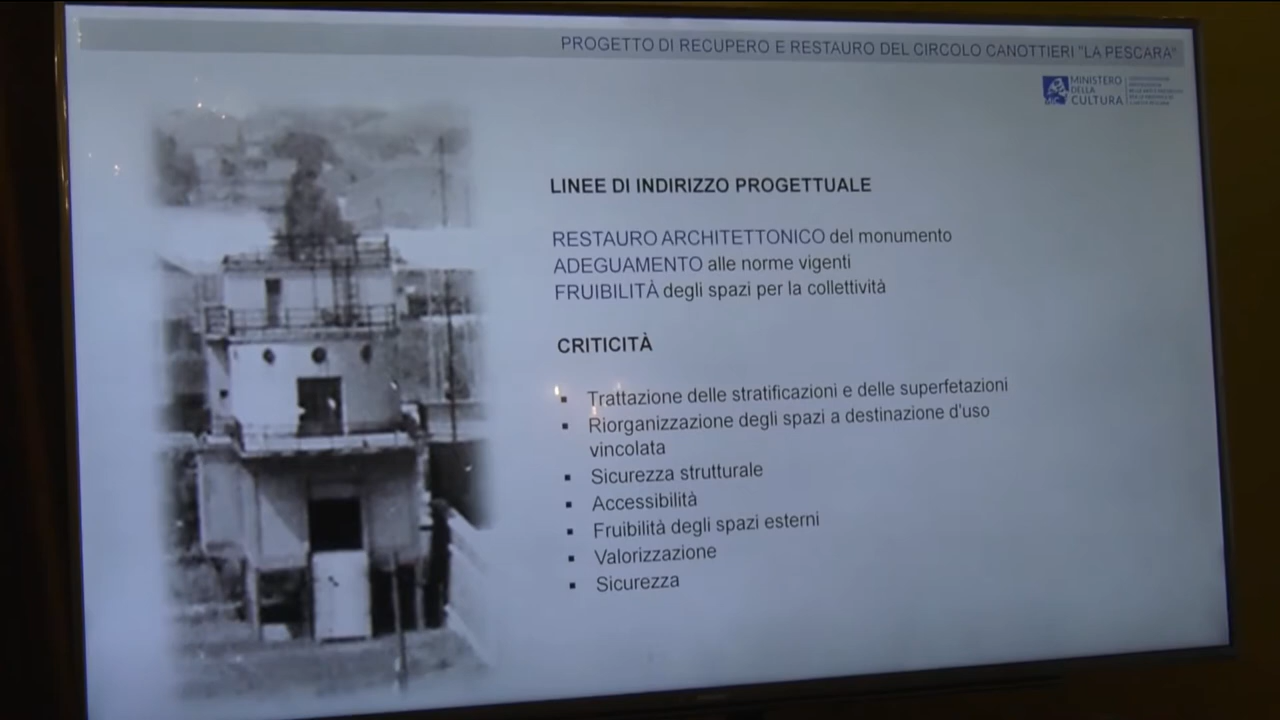 PROGETTO DI RECUPERO E RESTAURO DEL CIRCOLO CANOTTIERI "LA PESCARA"
MINISTERO
DELLA
CULTURA
LINEE DI INDIRIZZO PROGETTUALE
RESTAURO ARCHITETTONICO del monumento
ADEGUAMENTO alle norme vigenti
FRUIBILITÀ degli spazi per la collettività
CRITICITÀ
▪ Trattazione delle stratificazioni e delle superfetazioni
▪ Riorganizzazione degli spazi a destinazione d'uso
vincolata
▪ Sicurezza strutturale
▪ Accessibilità
▪ Fruibilità degli spazi esterni
▪ Valorizzazione
▪ Sicurezza